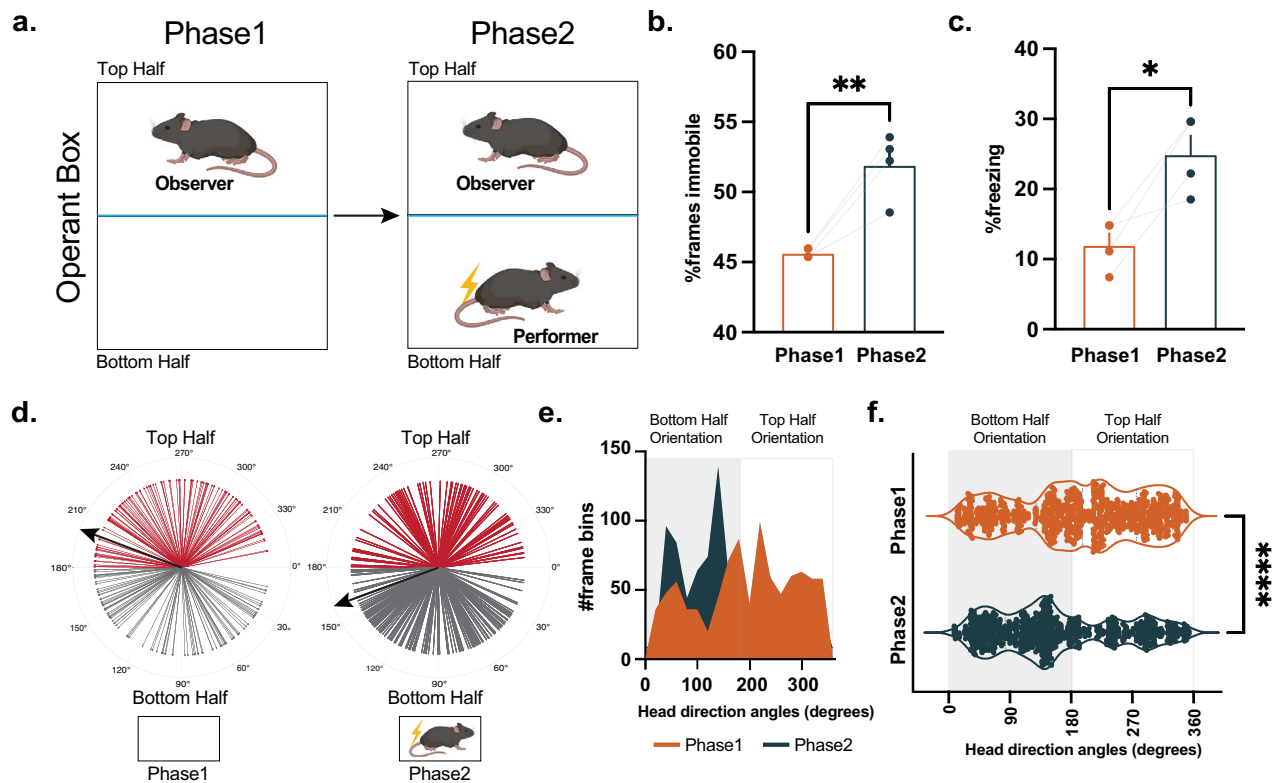 a.
Phase1
Phase2
Top Half
Top Half
Operant Box
Observer
Observer
Performer
Bottom Half
Bottom Half
b.
%frames immobile
60
55
50
45
40
**
Phase1
Phase2
c.
%freezing
40
30
20
10
0
*
Phase1
Phase2
d.
Top Half
270°
240°
300°
210°
330°
180°
0°
150°
30°
120°
60°
90°
Bottom Half
Phase1
Top Half
270°
240°
300°
210°
330°
180°
0°
150°
30°
120°
60°
90°
Bottom Half
Phase2
e.
Bottom Half
Orientation
Top Half
Orientation
#frame bins
150
100
50
0
0
100
200
300
Head direction angles (degrees)
Phase1
Phase2
f.
Bottom Half
Orientation
Top Half
Orientation
Phase1
Phase2
****
0
90
180
270
360
Head direction angles (degrees)